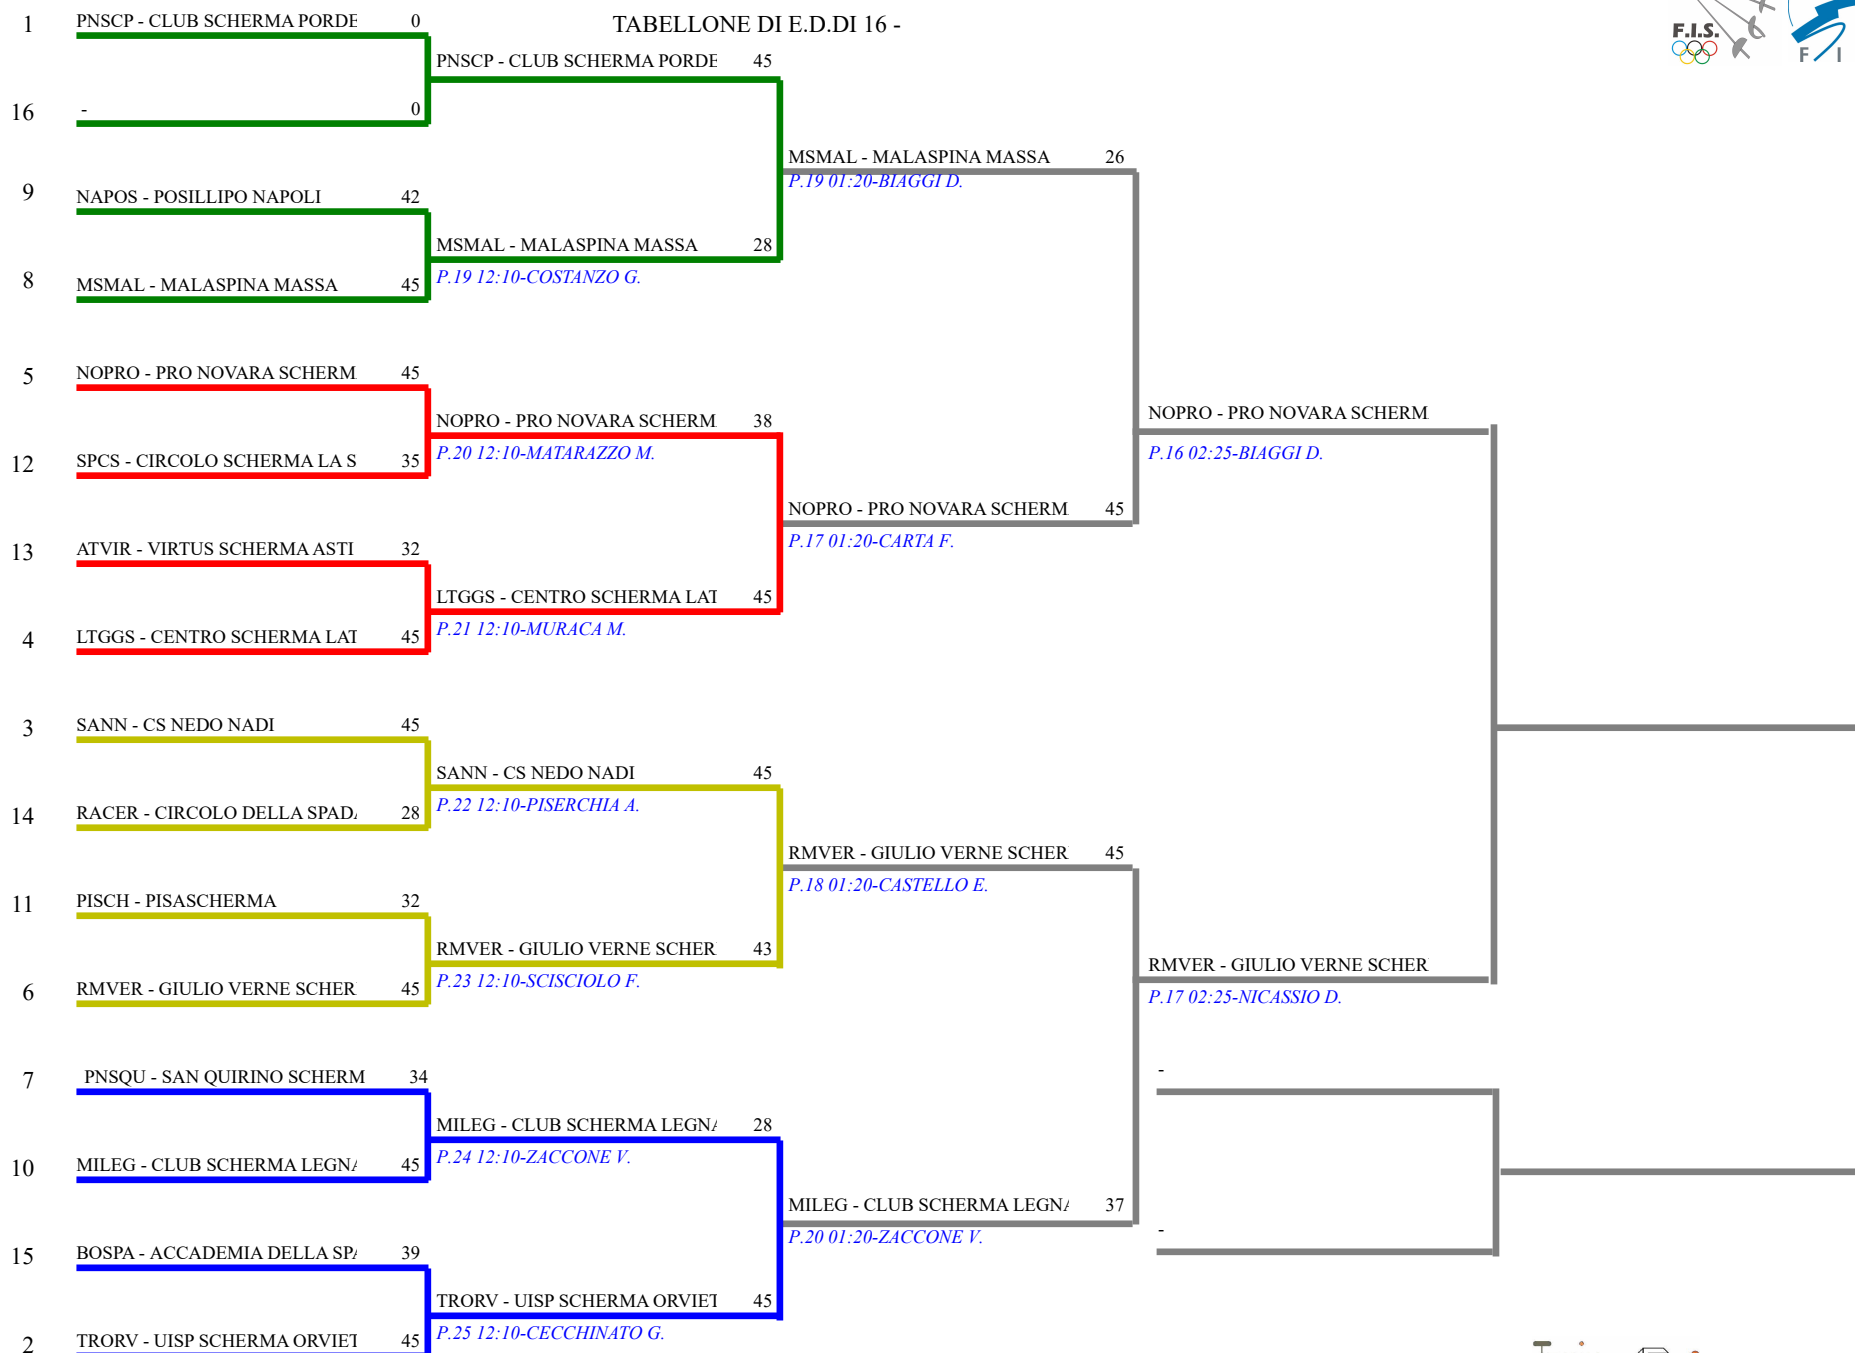 TABELLONE DI E.D.DI 16 -
F.I.S.
F I
1 PNSCP - CLUB SCHERMA PORDE 0
PNSCP - CLUB SCHERMA PORDE 45
16 - 0
MSMAL - MALASPINA MASSA 26
P.19 01:20-BIAGGI D.
9 NAPOS - POSILLIPO NAPOLI 42
MSMAL - MALASPINA MASSA 28
P.19 12:10-COSTANZO G.
8 MSMAL - MALASPINA MASSA 45
5 NOPRO - PRO NOVARA SCHERM 45
NOPRO - PRO NOVARA SCHERM 38
P.20 12:10-MATARAZZO M.
NOPRO - PRO NOVARA SCHERM
P.16 02:25-BIAGGI D.
12 SPCS - CIRCOLO SCHERMA LA S 35
NOPRO - PRO NOVARA SCHERM 45
P.17 01:20-CARTA F.
13 ATVIR - VIRTUS SCHERMA ASTI 32
LTGGS - CENTRO SCHERMA LAT 45
P.21 12:10-MURACA M.
4 LTGGS - CENTRO SCHERMA LAT 45
3 SANN - CS NEDO NADI 45
SANN - CS NEDO NADI 45
P.22 12:10-PISERCHIA A.
14 RACER - CIRCOLO DELLA SPADA 28
RMVER - GIULIO VERNE SCHER 45
P.18 01:20-CASTELLO E.
11 PISCH - PISASCHERMA 32
RMVER - GIULIO VERNE SCHER 43
P.23 12:10-SCISCIOLO F.
RMVER - GIULIO VERNE SCHER
P.17 02:25-NICASSIO D.
6 RMVER - GIULIO VERNE SCHER 45
7 PNSQU - SAN QUIRINO SCHERM 34
-
MILEG - CLUB SCHERMA LEGNA 28
P.24 12:10-ZACCONE V.
10 MILEG - CLUB SCHERMA LEGNA 45
MILEG - CLUB SCHERMA LEGNA 37
P.20 01:20-ZACCONE V.
-
15 BOSPA - ACCADEMIA DELLA SPA 39
TRORV - UISP SCHERMA ORVIET 45
P.25 12:10-CECCHINATO G.
2 TRORV - UISP SCHERMA ORVIET 45